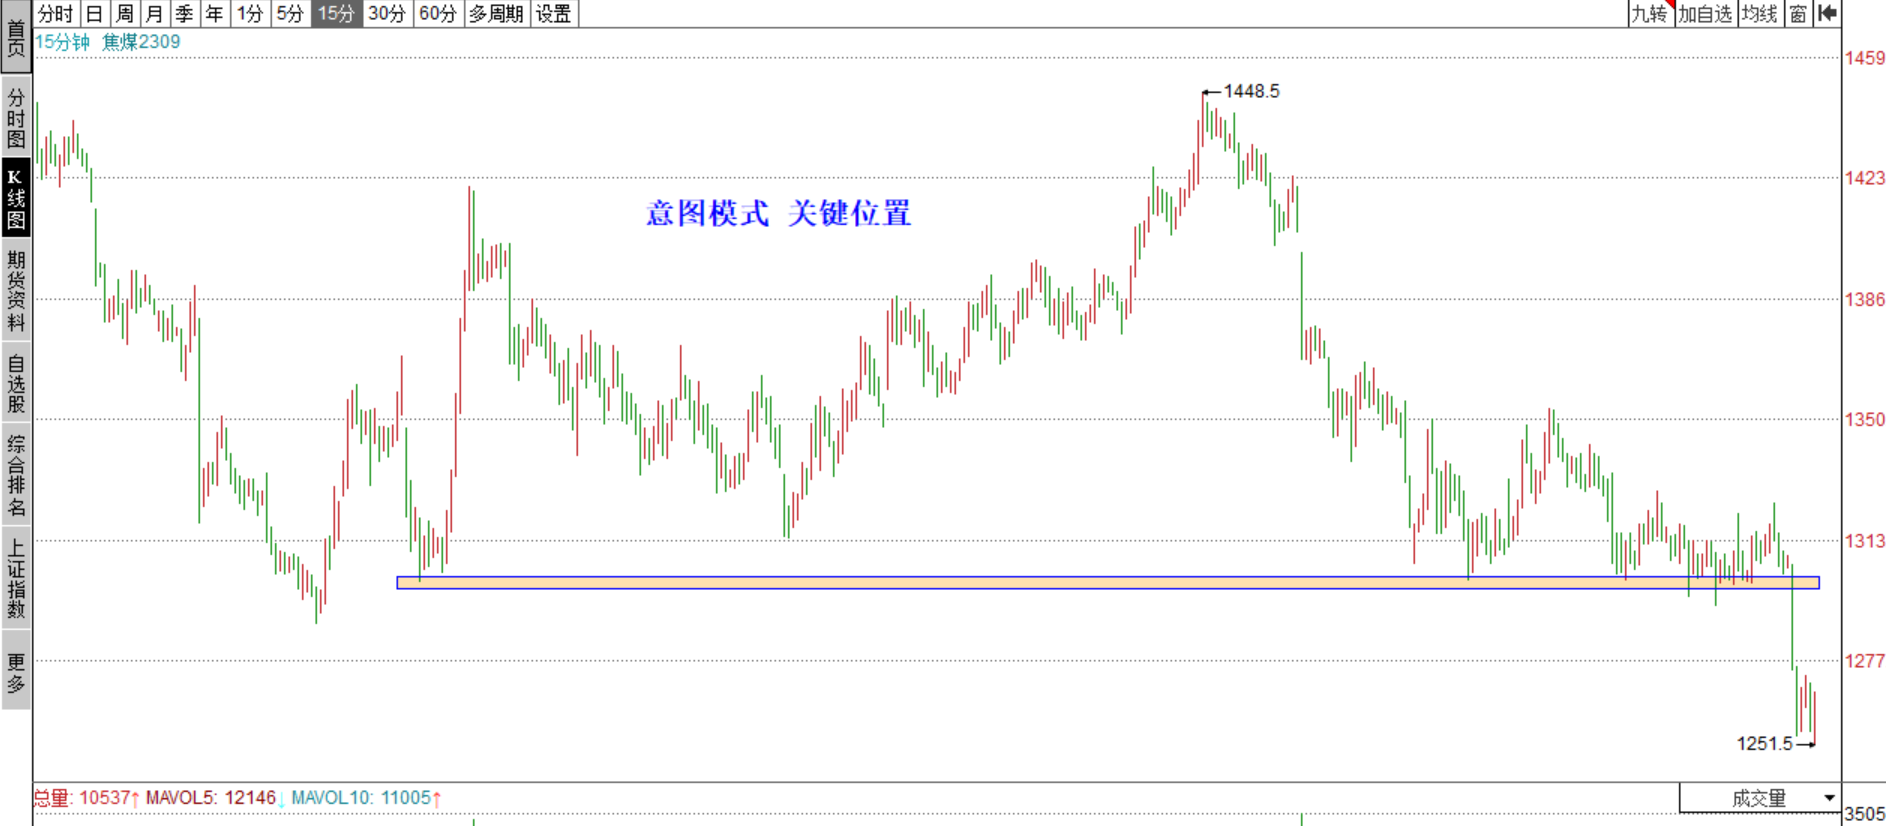 分时 日 周 月 季 年 1分 5分 15分 30分 60分 多周期 设置 九转 加自选 均线 窗
15分钟 焦煤2309
首页
分时图
K线图
期货资料
自选股
综合排名
上证指数
更多
1459
1448.5
1423
意图模式 关键位置
1386
1350
1313
1277
1251.5
总量: 10537↑ MAVOL5: 12146↓ MAVOL10: 11005↑ 成交量
3505